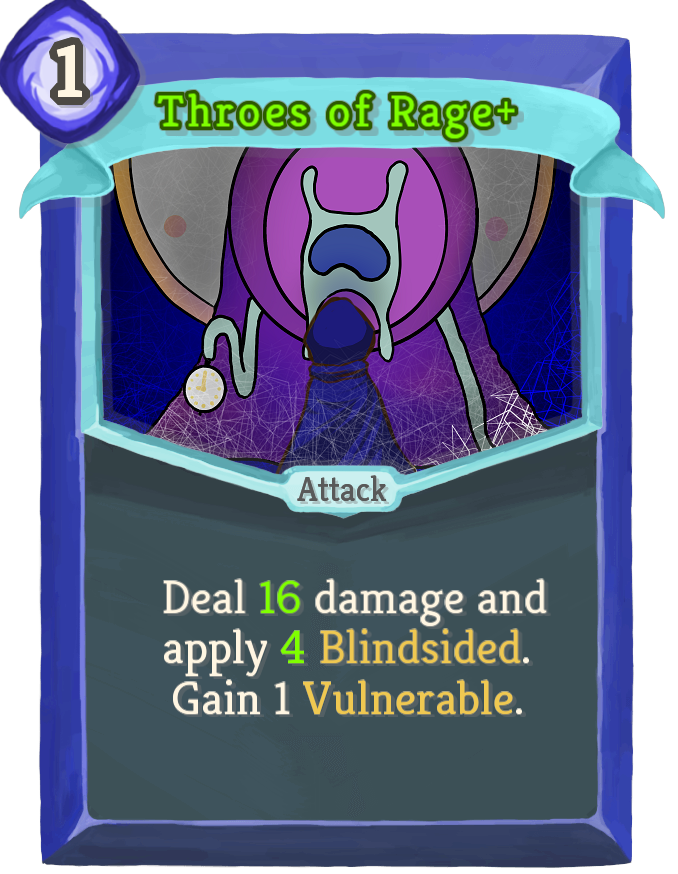 1
Throes of Rage+
Attack
Deal 16 damage and
apply 4 Blindsided.
Gain 1 Vulnerable.